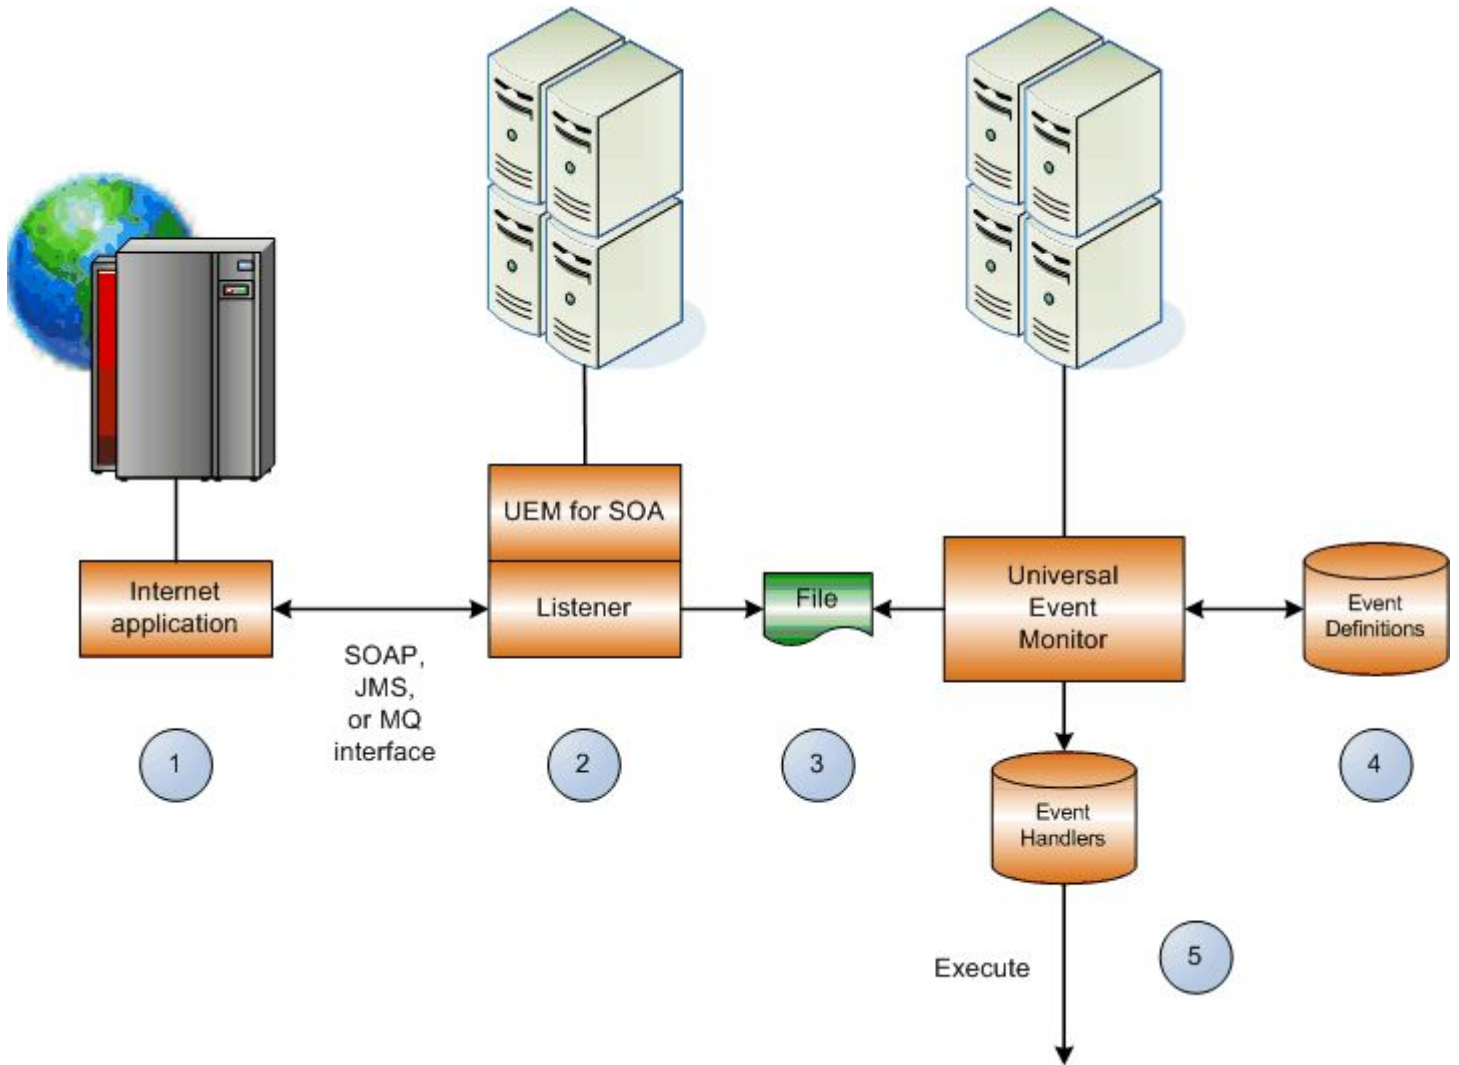 UEM for SOA
Internet
application
Listener
File
Universal
Event
Monitor
Event
Definitions
SOAP,
JMS,
or MQ
interface
1
2
3
4
Event
Handlers
Execute
5